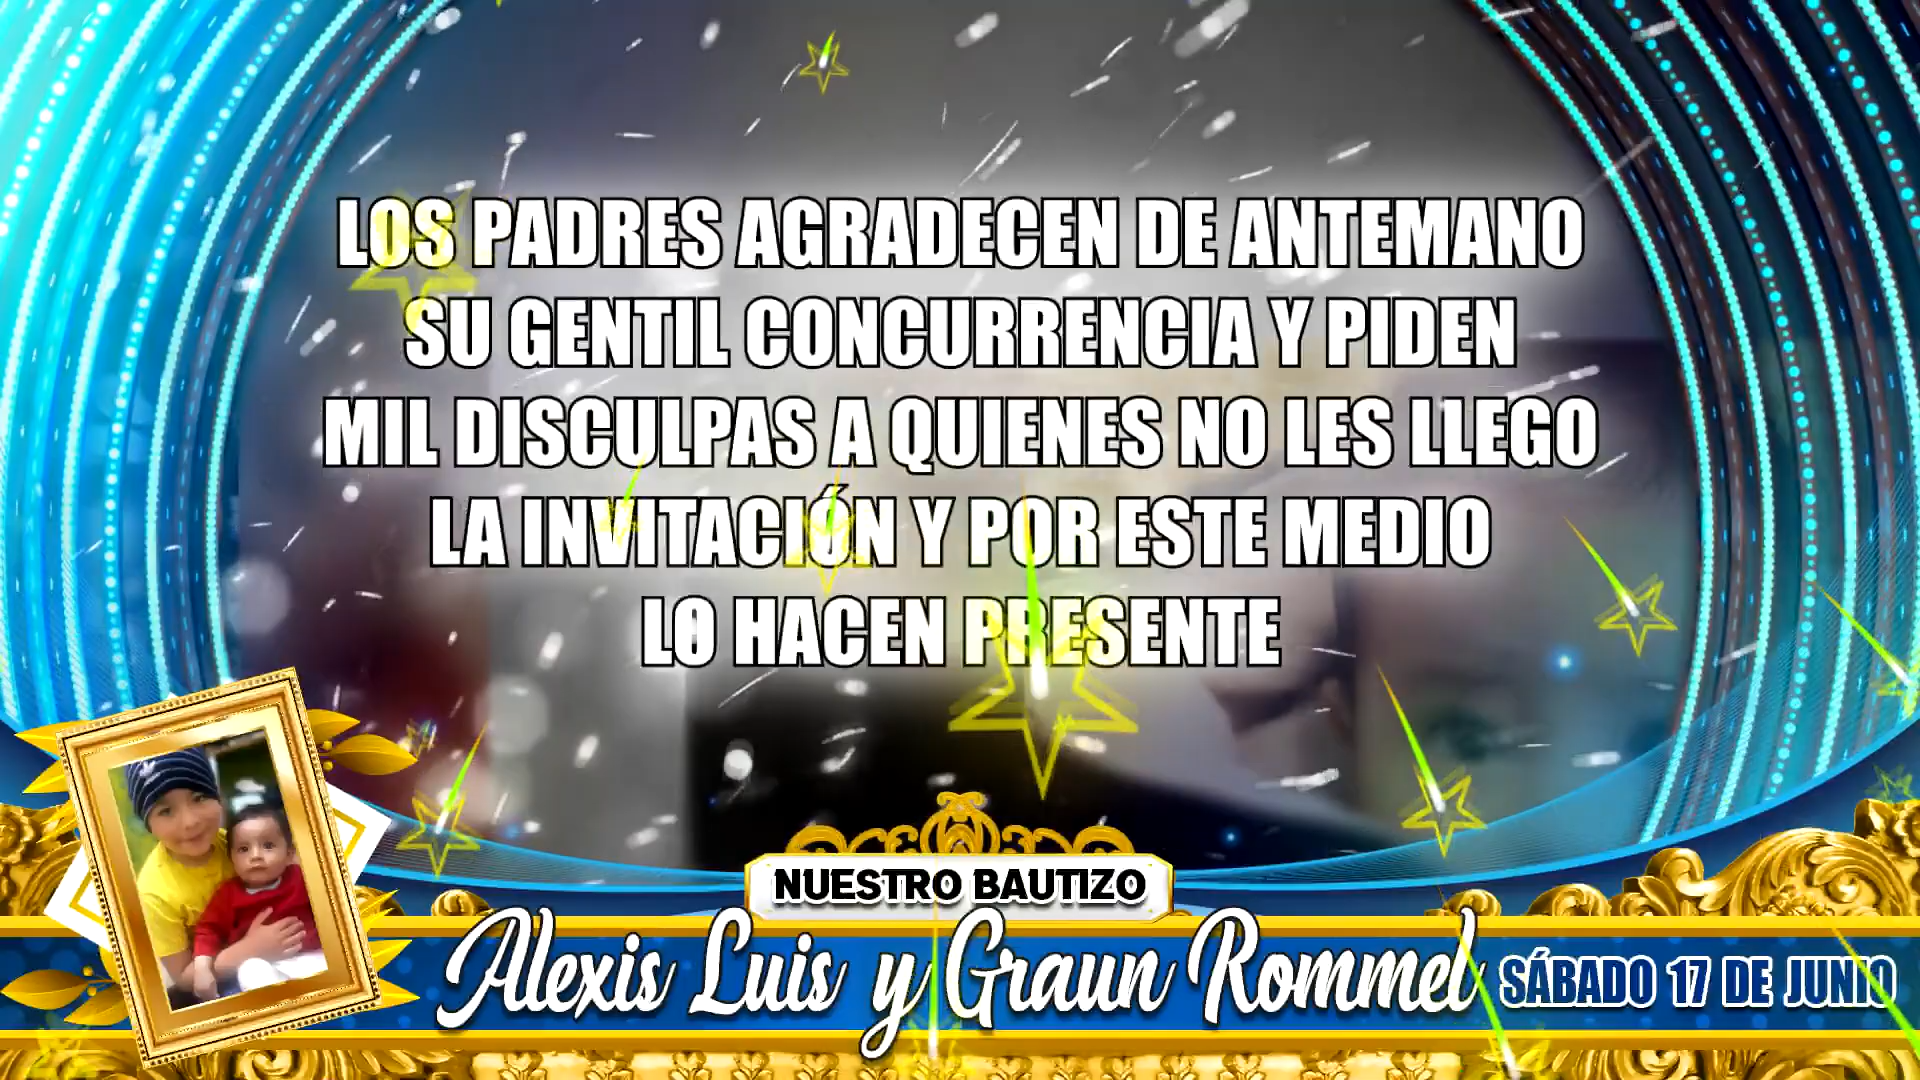 LOS PADRES AGRADECEN DE ANTEMANO
SU GENTIL CONCURRENCIA Y PIDEN
MIL DISCULPAS A QUIENES NO LES LLEGO
LA INVITACIÓN Y POR ESTE MEDIO
LO HACEN PRESENTE
NUESTRO BAUTIZO
Alexis Luis y Graun Rommel
SÁBADO 17 DE JUNIO